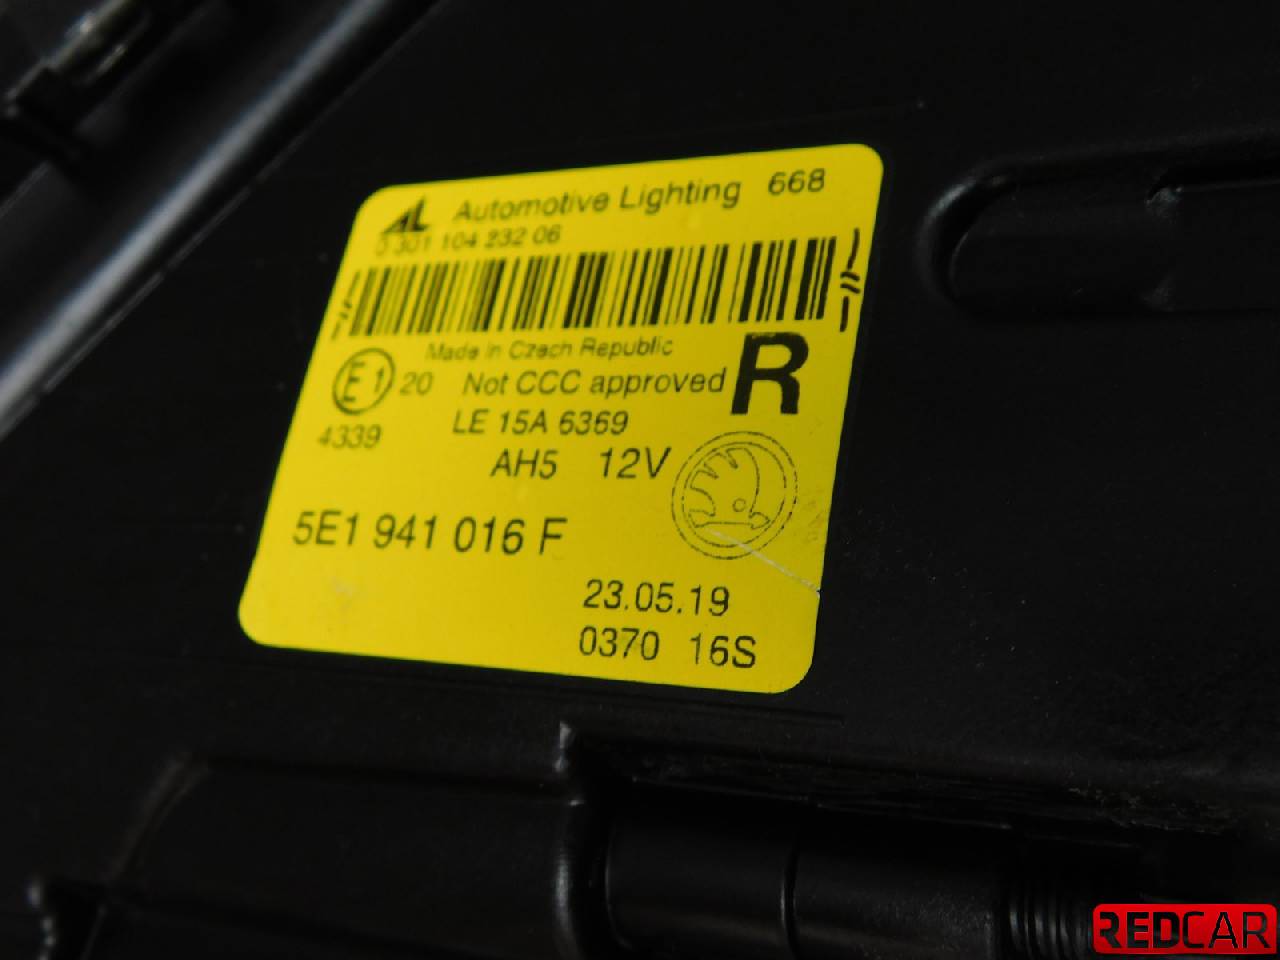 AL Automotive Lighting 668
0 301 104 232 06
Made in Czech Republic
E1 20 Not CCC approved R
4339 LE 15A 6369
AH5 12V
5E1 941 016 F
23.05.19
0370 16S
REDCAR